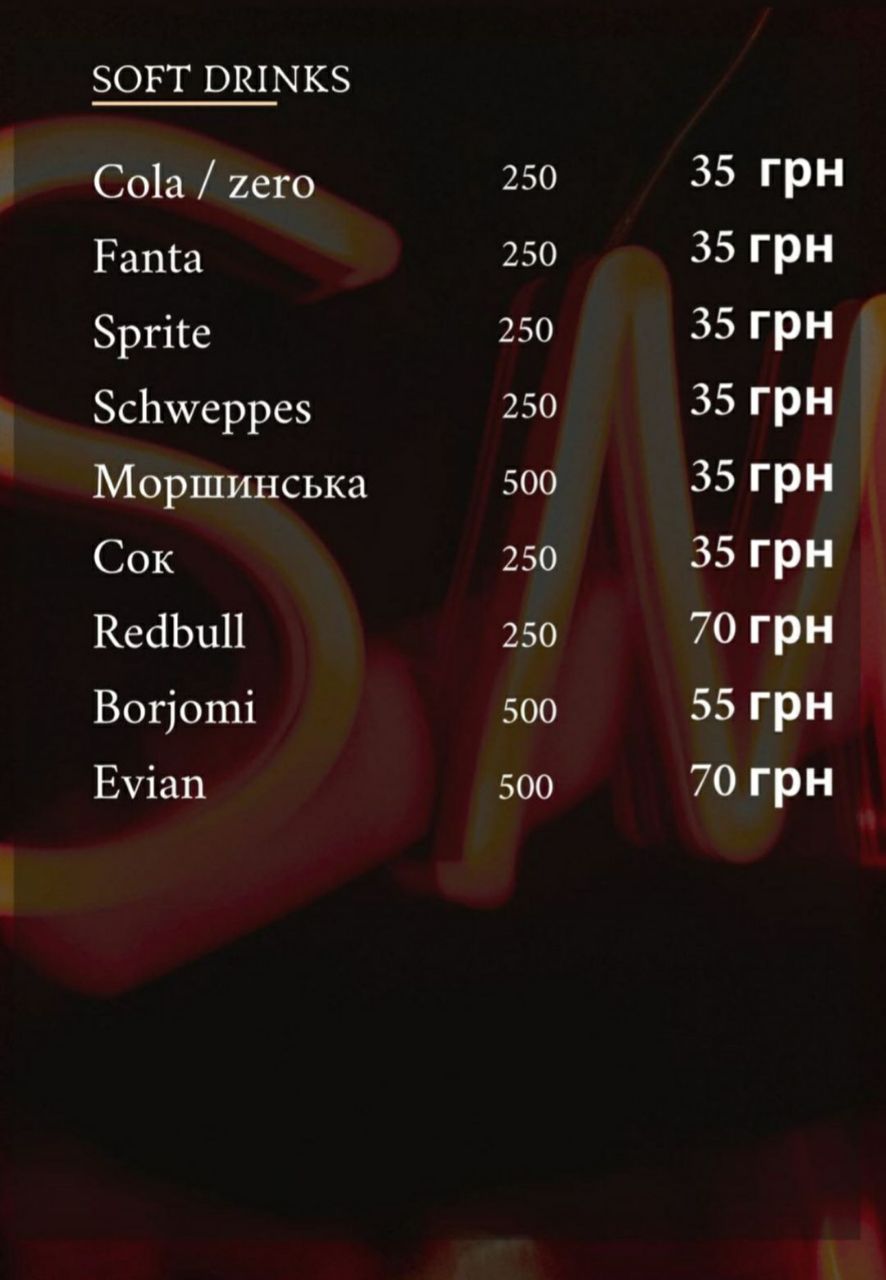 SOFT DRINKS
Cola / zero 250 35 грн
Fanta 250 35 грн
Sprite 250 35 грн
Schweppes 250 35 грн
Моршинська 500 35 грн
Сок 250 35 грн
Redbull 250 70 грн
Borjomi 500 55 грн
Evian 500 70 грн